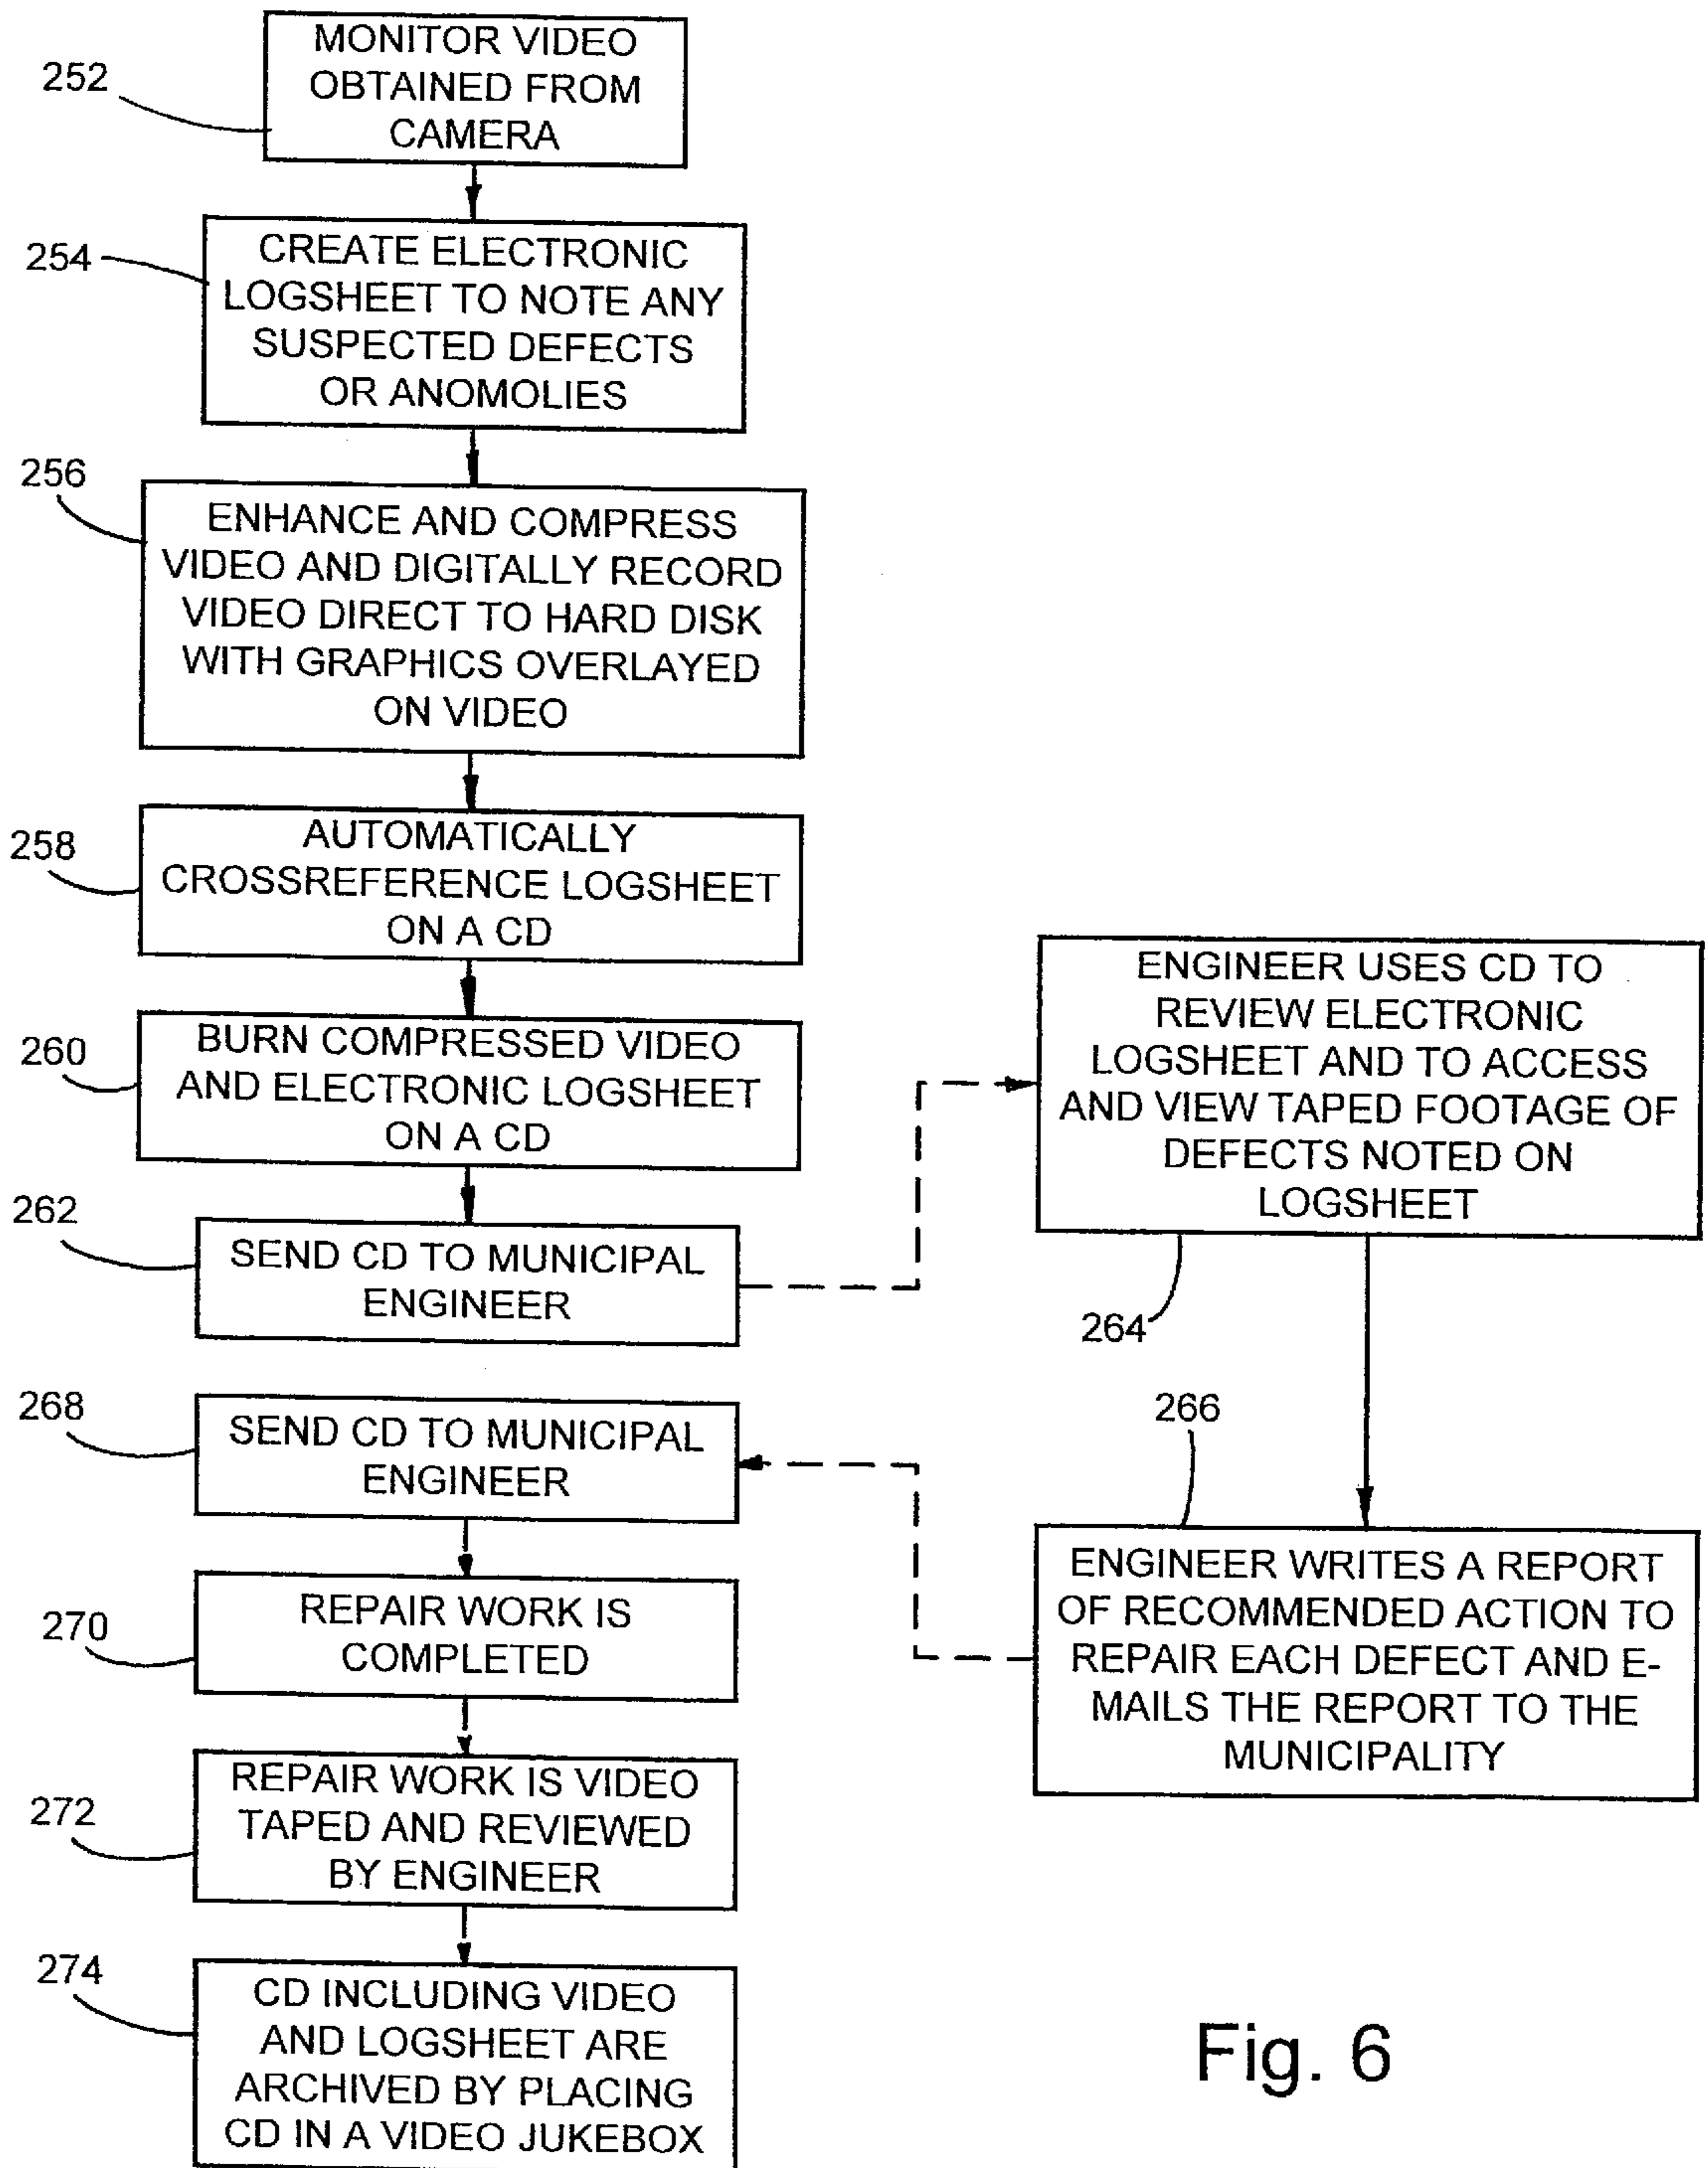 252
MONITOR VIDEO
OBTAINED FROM
CAMERA
254
CREATE ELECTRONIC
LOGSHEET TO NOTE ANY
SUSPECTED DEFECTS
OR ANOMOLIES
256
ENHANCE AND COMPRESS
VIDEO AND DIGITALLY RECORD
VIDEO DIRECT TO HARD DISK
WITH GRAPHICS OVERLAYED
ON VIDEO
258
AUTOMATICALLY
CROSSREFERENCE LOGSHEET
ON A CD
260
BURN COMPRESSED VIDEO
AND ELECTRONIC LOGSHEET
ON A CD
262
SEND CD TO MUNICIPAL
ENGINEER
ENGINEER USES CD TO
REVIEW ELECTRONIC
LOGSHEET AND TO ACCESS
AND VIEW TAPED FOOTAGE OF
DEFECTS NOTED ON
LOGSHEET
264
266
ENGINEER WRITES A REPORT
OF RECOMMENDED ACTION TO
REPAIR EACH DEFECT AND E-
MAILS THE REPORT TO THE
MUNICIPALITY
268
SEND CD TO MUNICIPAL
ENGINEER
270
REPAIR WORK IS
COMPLETED
272
REPAIR WORK IS VIDEO
TAPED AND REVIEWED
BY ENGINEER
274
CD INCLUDING VIDEO
AND LOGSHEET ARE
ARCHIVED BY PLACING
CD IN A VIDEO JUKEBOX
Fig. 6